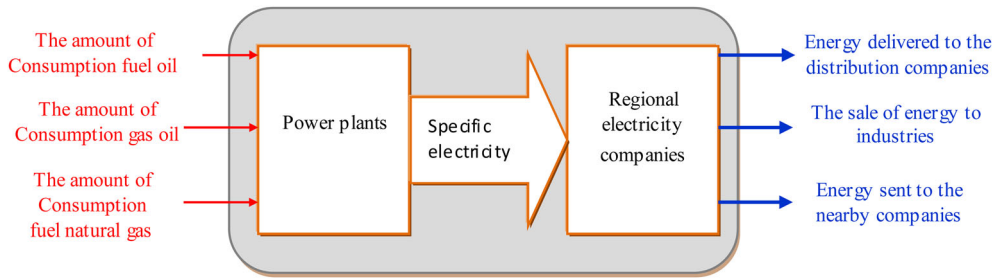 The amount of
Consumption fuel oil
The amount of
Consumption gas oil
The amount of
Consumption
fuel natural gas
Power plants
Specific
electricity
Regional
electricity
companies
Energy delivered to the
distribution companies
The sale of energy to
industries
Energy sent to the
nearby companies